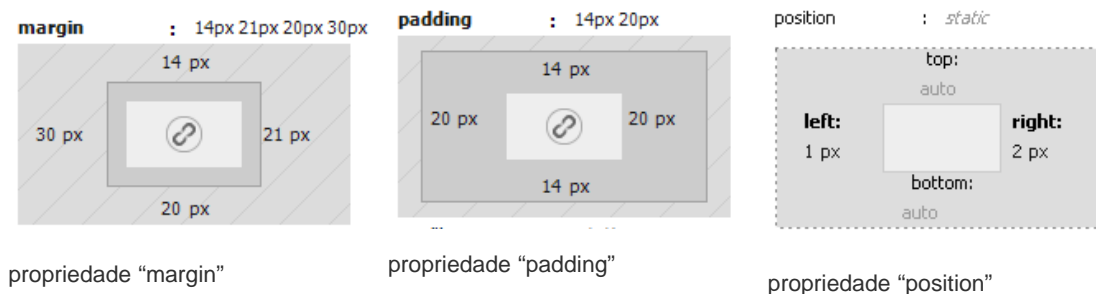 margin : 14px 21px 20px 30px
14 px
30 px
21 px
20 px
propriedade “margin”
padding : 14px 20px
14 px
20 px
20 px
14 px
propriedade “padding”
position : static
top:
auto
left:
1 px
right:
2 px
bottom:
auto
propriedade “position”